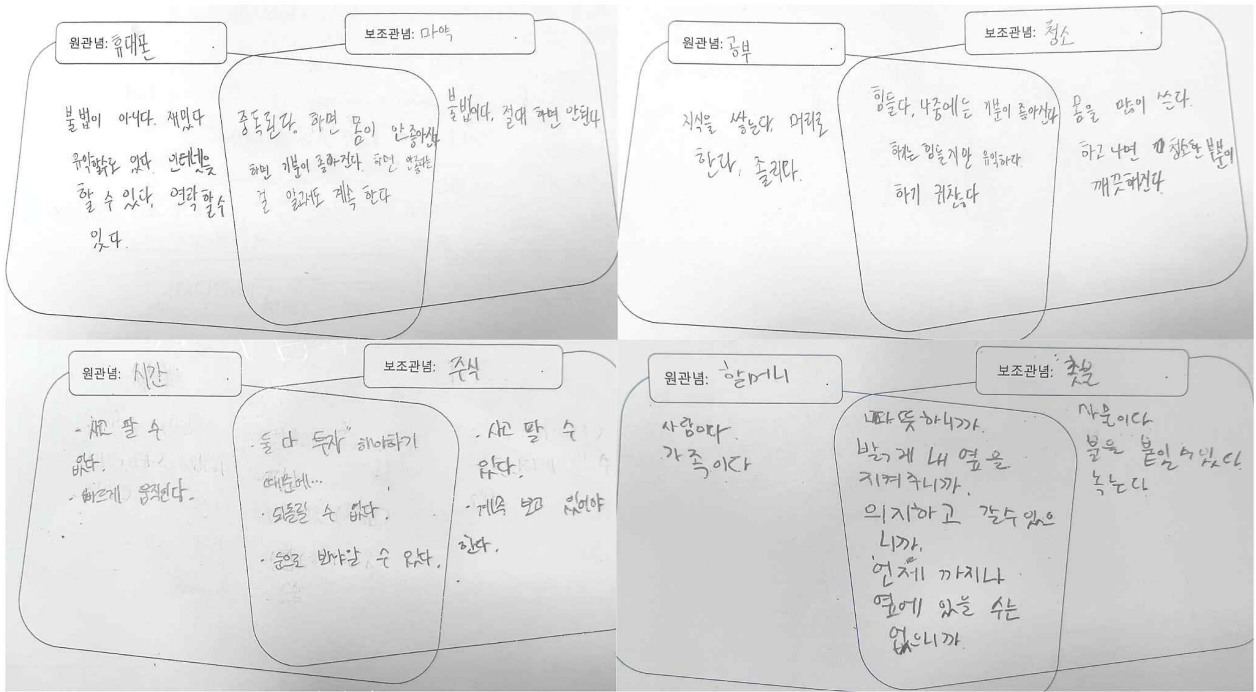 원관념: 휴대폰
보조관념: 마약
불법이 아니다. 재밌다
유익할수도 있다 인터넷을
할 수 있다, 연락할수
있다.
중독된다, 하면 몸이 안좋아진다
하면 기분이 좋아진다. 하면 안좋다는
걸 알과도 계속 한다
불법이다, 절대 하면 안된다
원관념: 공부
보조관념: 청소
지식을 쌓는다, 머리로
한다, 졸리다.
힘들다, 나중에는 기분이 좋아진다
하는 힘들지만 유익하다
하기 귀찮다
몸을 많이 쓴다.
하고 나면 청소한 부분이
깨끗해진다
원관념: 시간
보조관념: 주식
- 사고 팔 수
없다.
- 빠르게 움직인다.
· 둘 다 "투자" 해야하기
때문에...
· 되돌릴 수 없다.
· 눈으로 봐야알 수 있다.
· 사고 팔 수
있다.
· 계속 보고 있어야
한다.
원관념: 할머니
보조관념: 촛불
사람이다.
가족이다
따뜻하니까.
밝게 내 옆을
지켜주니까.
의지하고 갈수있으
니까.
언제 까지나
옆에 있을 수는
없으니까
사물이다.
불을 붙일 수 있다.
녹는다